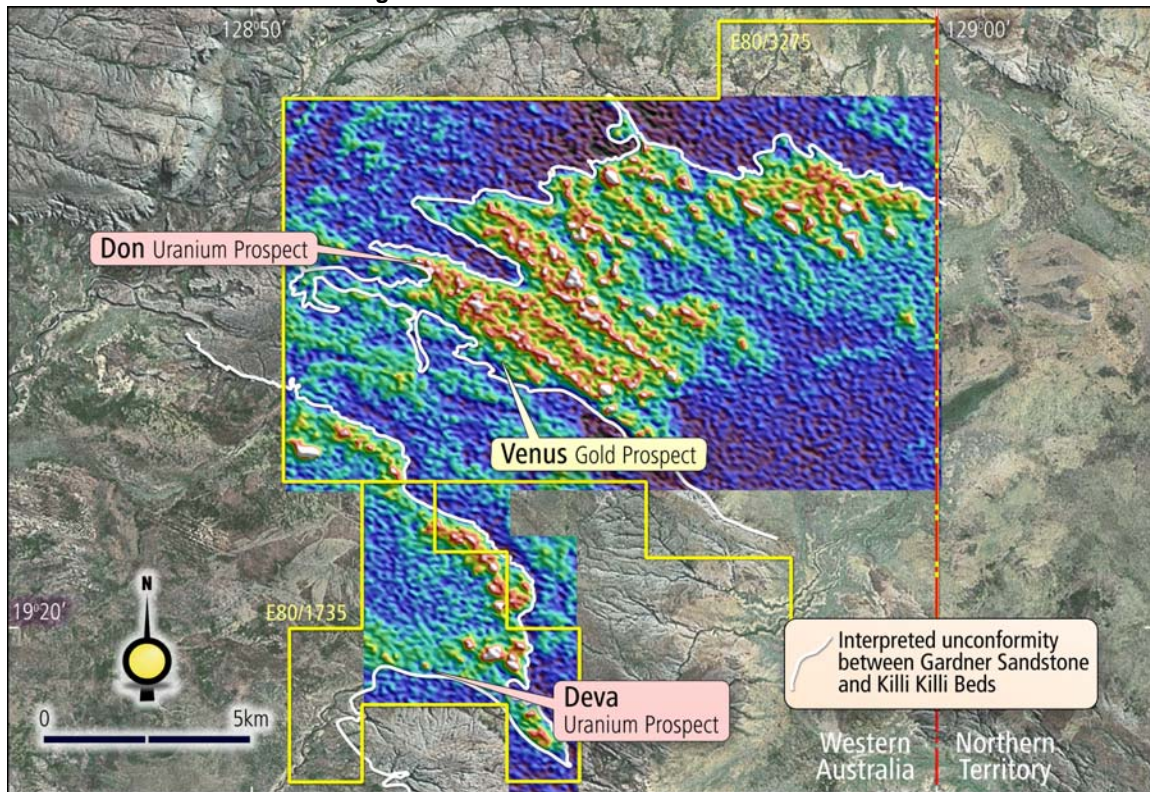 128°50'
E80/3275
129°00'
Don Uranium Prospect
Venus Gold Prospect
N
19°20'
E80/1735
0
5km
Deva
Uranium Prospect
Interpreted unconformity
between Gardner Sandstone
and Killi Killi Beds
Western
Australia
Northern
Territory